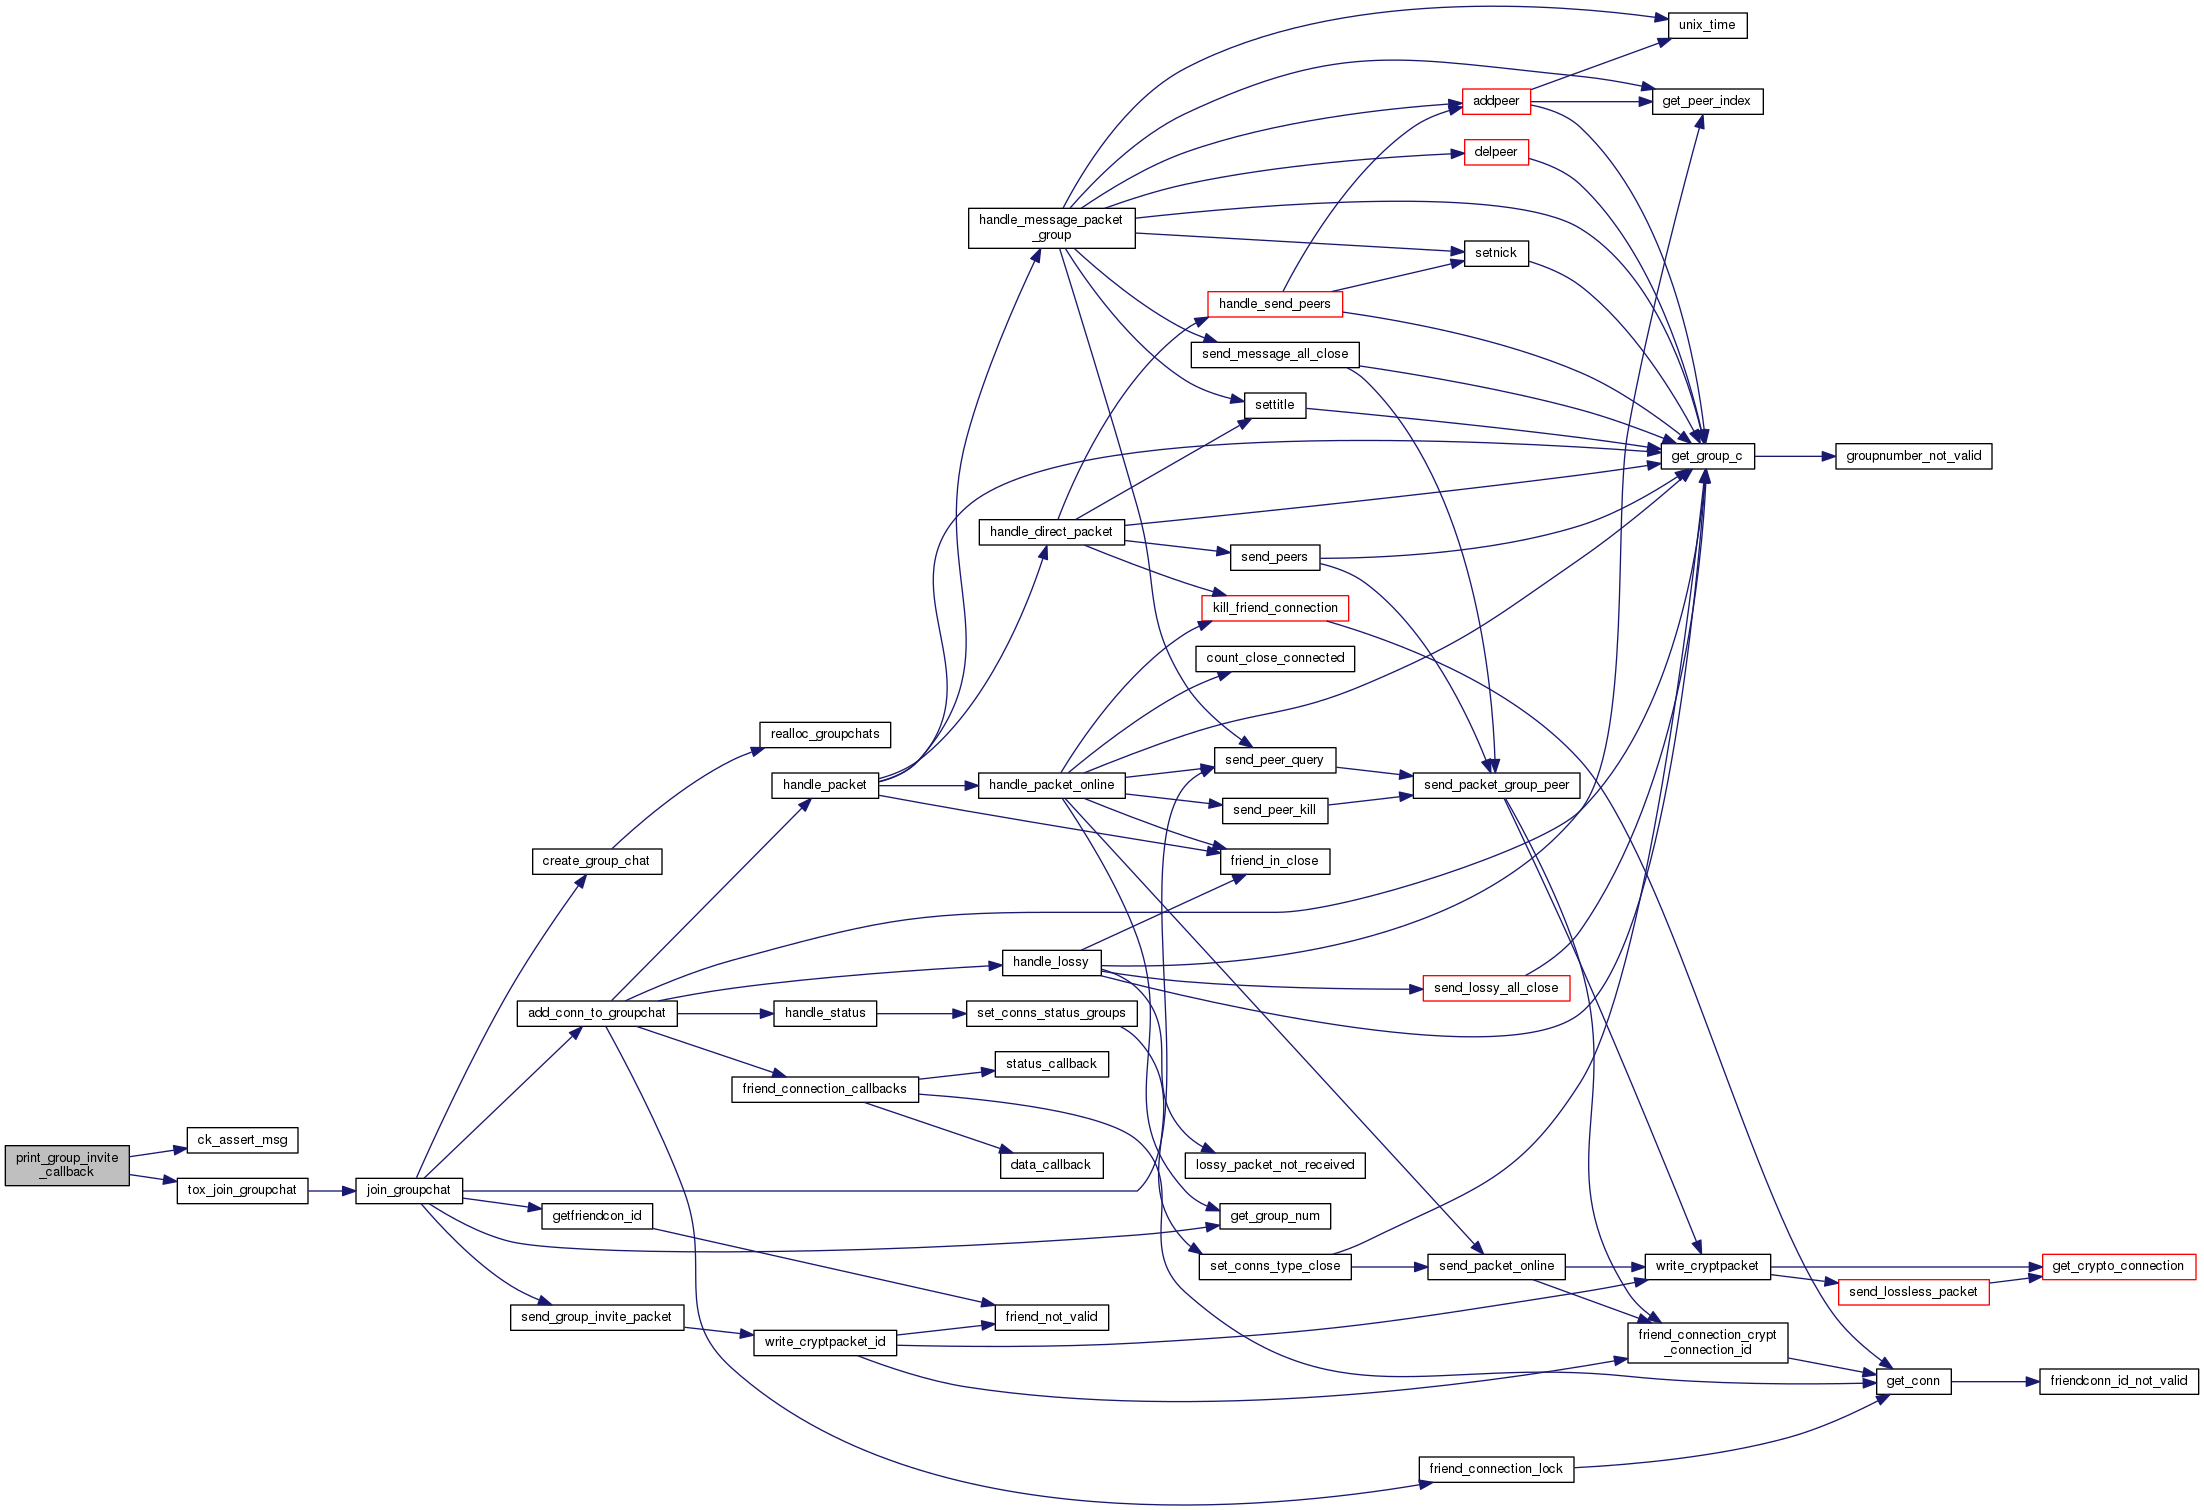 unix_time
addpeer
get_peer_index
delpeer
handle_message_packet
_group
setnick
handle_send_peers
send_message_all_close
settitle
get_group_c
groupnumber_not_valid
handle_direct_packet
send_peers
kill_friend_connection
count_close_connected
realloc_groupchats
send_peer_query
handle_packet
handle_packet_online
send_packet_group_peer
send_peer_kill
create_group_chat
friend_in_close
handle_lossy
send_lossy_all_close
add_conn_to_groupchat
handle_status
set_conns_status_groups
status_callback
friend_connection_callbacks
ck_assert_msg
print_group_invite
_callback
data_callback
lossy_packet_not_received
tox_join_groupchat
join_groupchat
getfriendcon_id
get_group_num
set_conns_type_close
send_packet_online
write_cryptpacket
get_crypto_connection
send_lossless_packet
send_group_invite_packet
friend_not_valid
write_cryptpacket_id
friend_connection_crypt
_connection_id
get_conn
friendconn_id_not_valid
friend_connection_lock